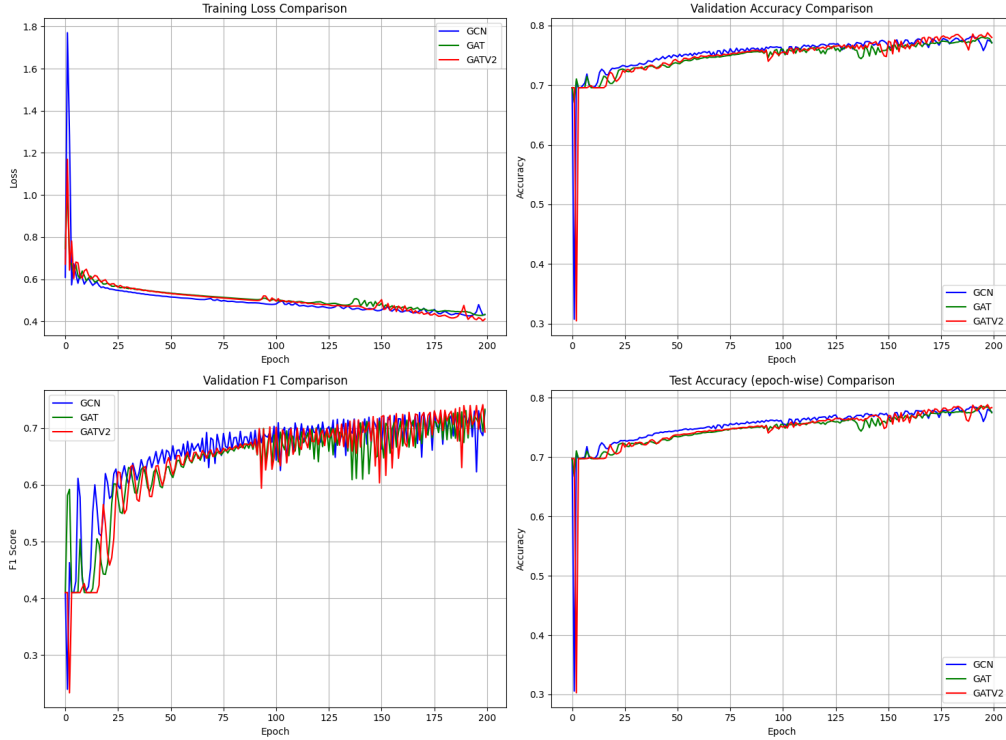 Training Loss Comparison
1.8
1.6
1.4
1.2
1.0
0.8
0.6
0.4
Loss
0 25 50 75 100 125 150 175 200
Epoch
GCN
GAT
GATV2
Validation Accuracy Comparison
0.8
0.7
0.6
0.5
0.4
0.3
Accuracy
0 25 50 75 100 125 150 175 200
Epoch
GCN
GAT
GATV2
Validation F1 Comparison
0.7
0.6
0.5
0.4
0.3
F1 Score
0 25 50 75 100 125 150 175 200
Epoch
GCN
GAT
GATV2
Test Accuracy (epoch-wise) Comparison
0.8
0.7
0.6
0.5
0.4
0.3
Accuracy
0 25 50 75 100 125 150 175 200
Epoch
GCN
GAT
GATV2